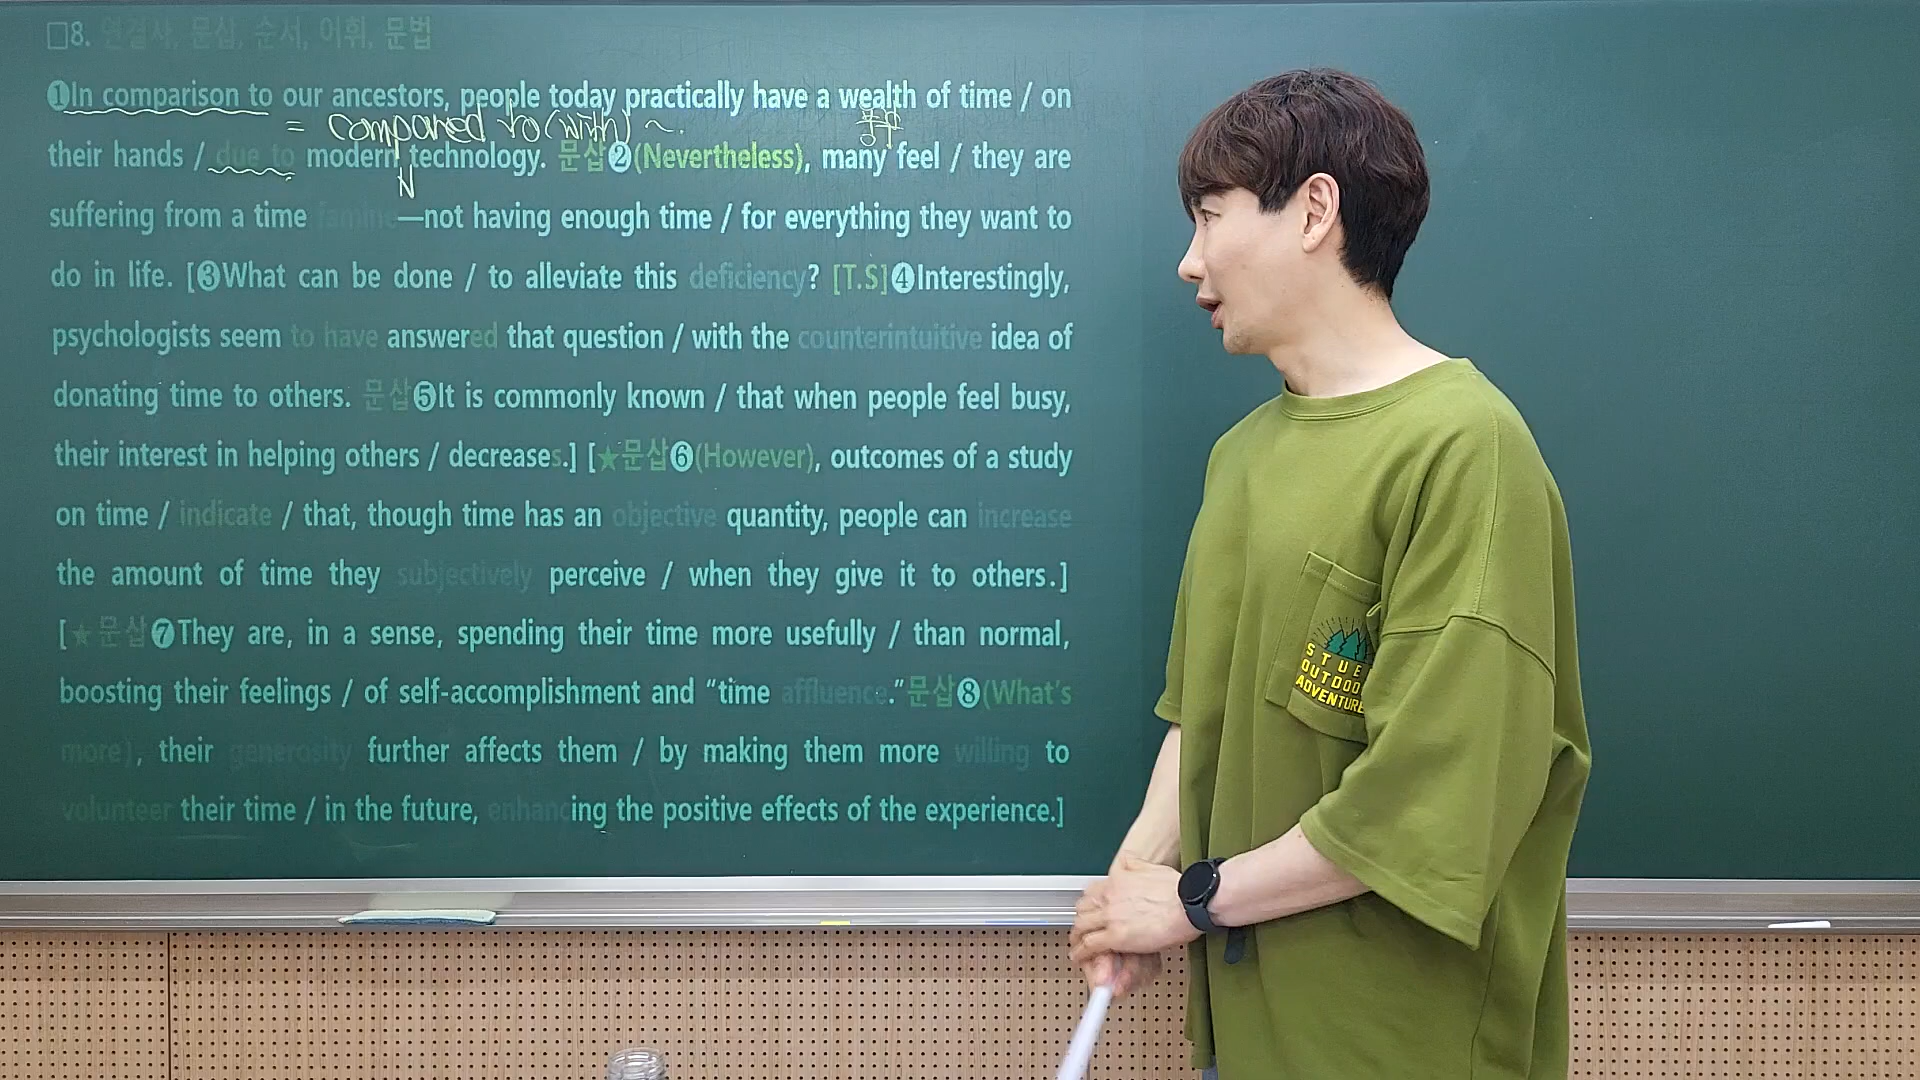 □8. 연결사, 문삽, 순서, 어휘, 문법
❶In comparison to our ancestors, people today practically have a wealth of time / on
= compared to (with) ~.
their hands / due to modern technology. 문삽❷(Nevertheless), many feel / they are
N
suffering from a time famine—not having enough time / for everything they want to
do in life. [❸What can be done / to alleviate this deficiency? [T.S]❹Interestingly,
psychologists seem to have answered that question / with the counterintuitive idea of
donating time to others. 문삽❺It is commonly known / that when people feel busy,
their interest in helping others / decreases.] [★문삽❻(However), outcomes of a study
on time / indicate / that, though time has an objective quantity, people can increase
the amount of time they subjectively perceive / when they give it to others.]
[★문삽❼They are, in a sense, spending their time more usefully / than normal,
boosting their feelings / of self-accomplishment and “time affluence.”문삽❽(What’s
more), their generosity further affects them / by making them more willing to
volunteer their time / in the future, enhancing the positive effects of the experience.]
STUE
OUTDOO
ADVENTURE